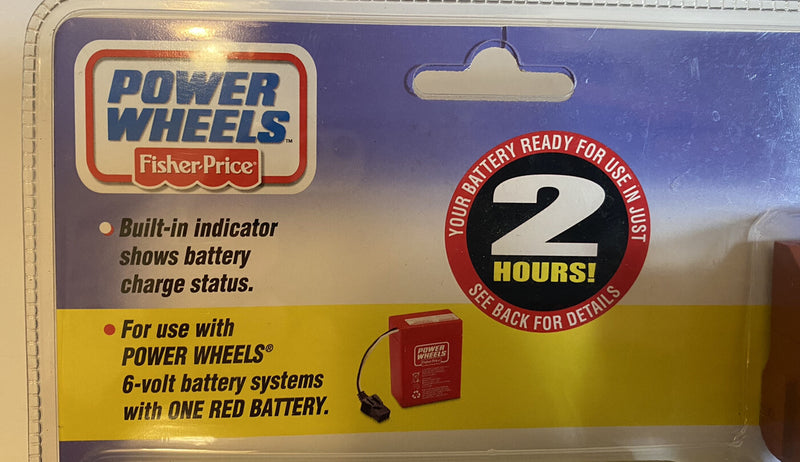 POWER
WHEELS™
Fisher-Price®
• Built-in indicator
shows battery
charge status.
• For use with
POWER WHEELS®
6-volt battery systems
with ONE RED BATTERY.
YOUR BATTERY READY FOR USE IN JUST
2
HOURS!
SEE BACK FOR DETAILS
POWER
WHEELS